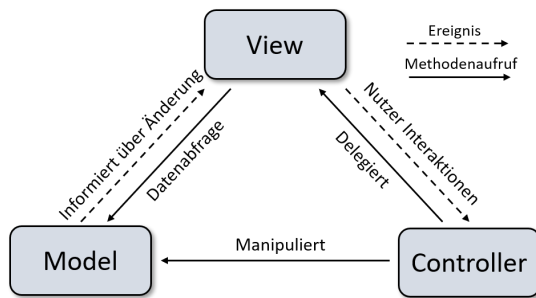 View
Ereignis
Methodenaufruf
Informiert über Änderung
Datenabfrage
Delegiert
Nutzer Interaktionen
Model
Manipuliert
Controller